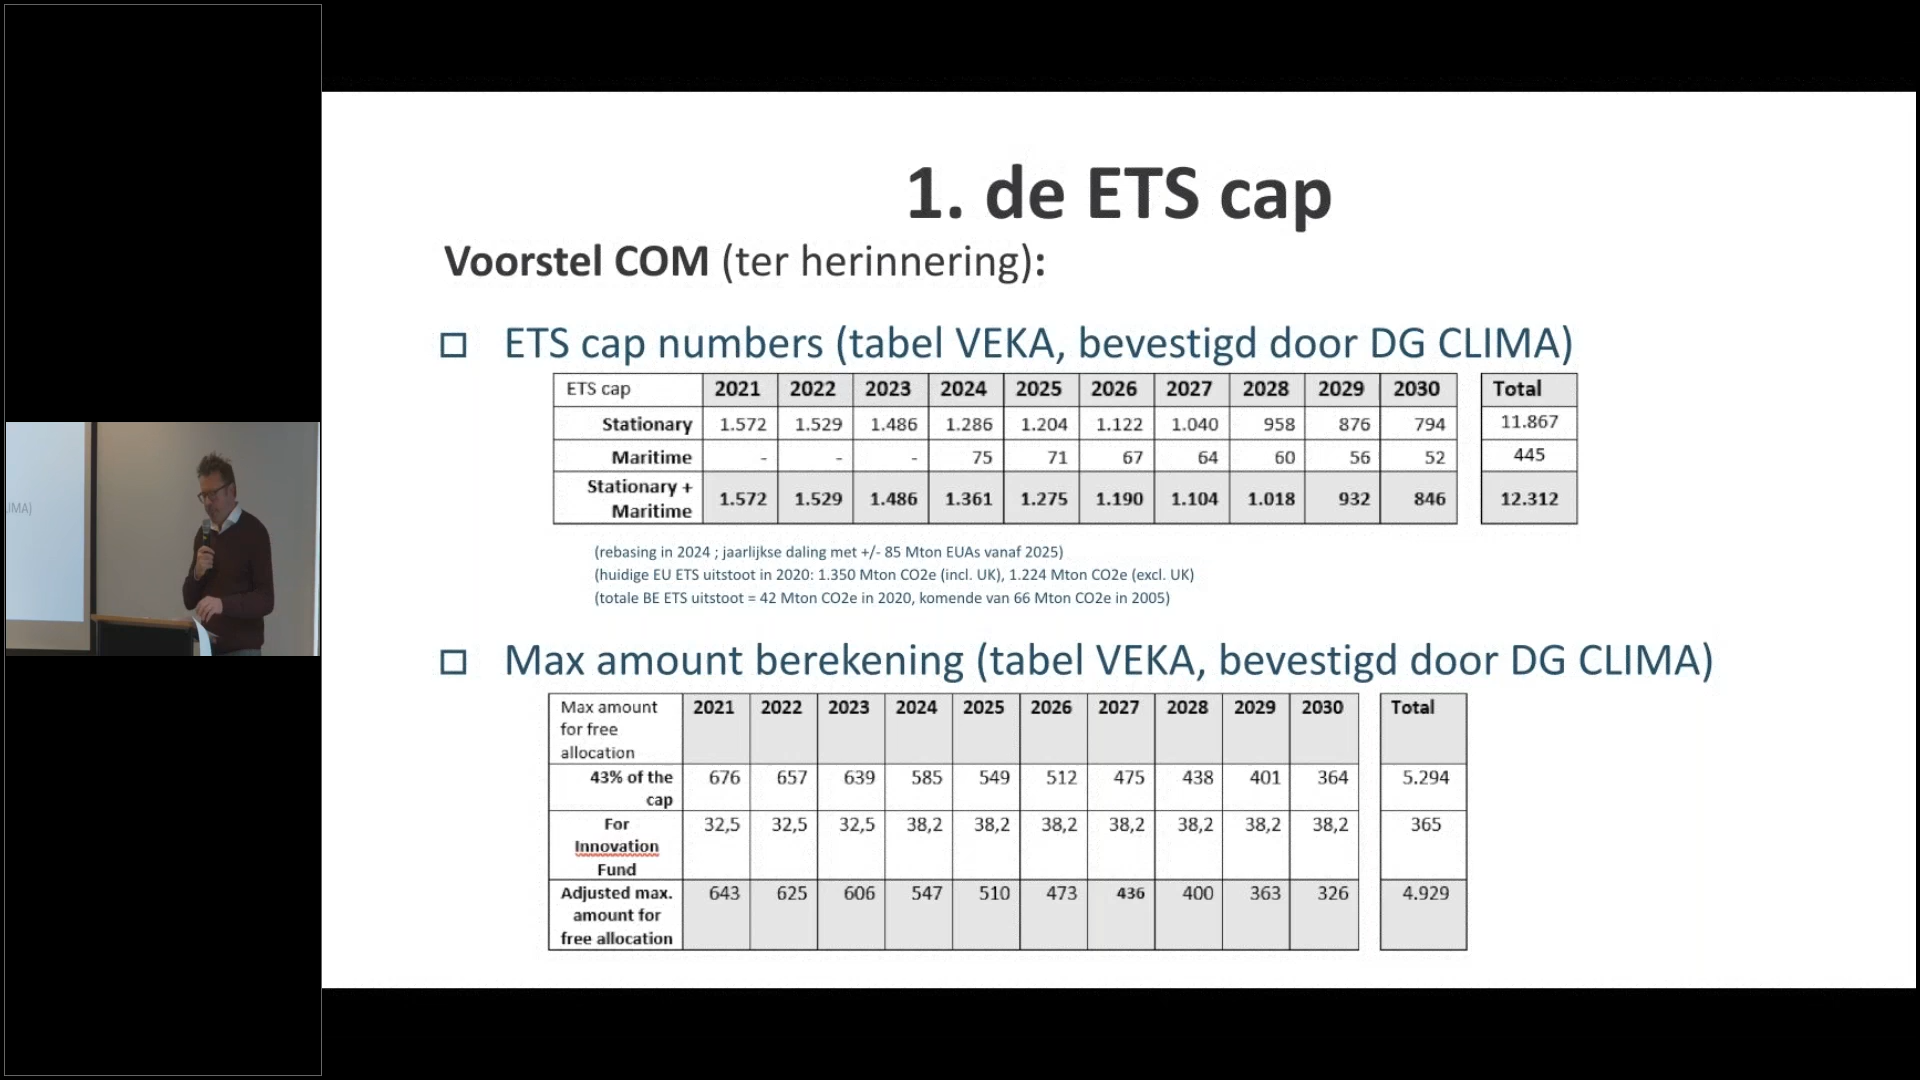 1. de ETS cap
Voorstel COM (ter herinnering):
ETS cap numbers (tabel VEKA, bevestigd door DG CLIMA)
ETS cap 2021 2022 2023 2024 2025 2026 2027 2028 2029 2030 Total
Stationary 1.572 1.529 1.486 1.286 1.204 1.122 1.040 958 876 794 11.867
Maritime - - - 75 71 67 64 60 56 52 445
Stationary +
Maritime 1.572 1.529 1.486 1.361 1.275 1.190 1.104 1.018 932 846 12.312
(rebasing in 2024 ; jaarlijkse daling met +/- 85 Mton EUAs vanaf 2025)
(huidige EU ETS uitstoot in 2020: 1.350 Mton CO2e (incl. UK), 1.224 Mton CO2e (excl. UK)
(totale BE ETS uitstoot = 42 Mton CO2e in 2020, komende van 66 Mton CO2e in 2005)
Max amount berekening (tabel VEKA, bevestigd door DG CLIMA)
Max amount 2021 2022 2023 2024 2025 2026 2027 2028 2029 2030 Total
for free
allocation
43% of the 676 657 639 585 549 512 475 438 401 364 5.294
cap
For 32,5 32,5 32,5 38,2 38,2 38,2 38,2 38,2 38,2 38,2 365
Innovation
Fund
Adjusted max. 643 625 606 547 510 473 436 400 363 326 4.929
amount for
free allocation
IMA)